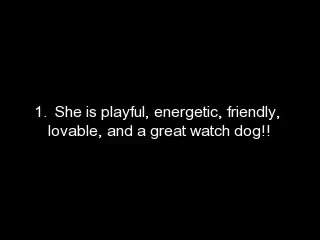 1. She is playful, energetic, friendly,
lovable, and a great watch dog!!